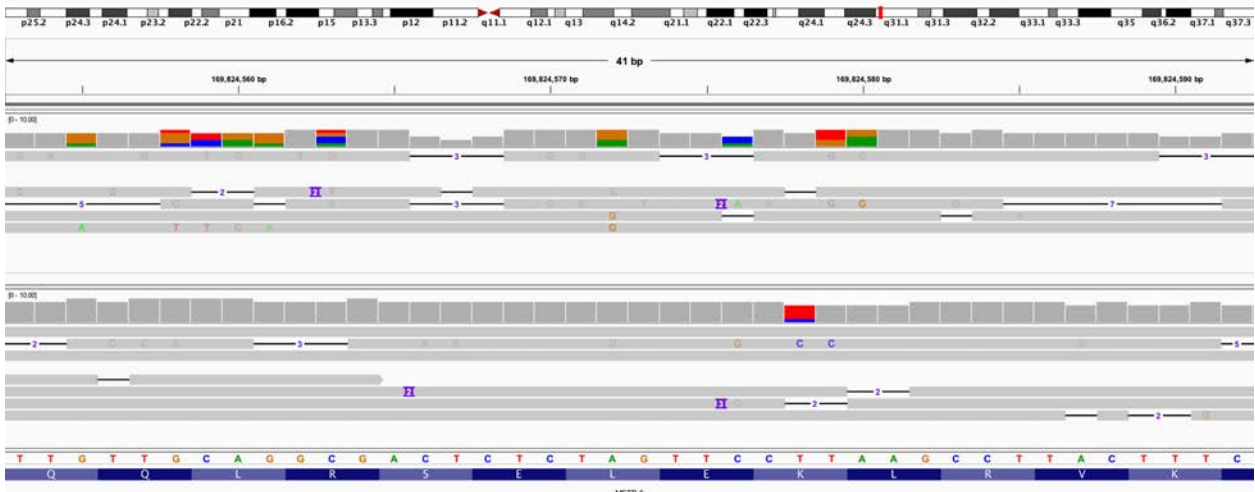 p25.2 p24.3 p24.1 p23.2 p22.2 p21 p16.2 p15 p13.3 p12 p11.2 q11.1 q12.1 q13 q14.2 q21.1 q22.1 q22.3 q24.1 q24.3 q31.1 q31.3 q32.2 q33.1 q33.3 q35 q36.2 q37.1 q37.3
41 bp
169,824,560 bp 169,824,570 bp 169,824,580 bp 169,824,590 bp
[0 - 10.00]
3 3 3
2 2 T
5 3 2 A A G G 7
G
A T T G A G
[0 - 10.00]
2 3 G C C 5
2 2
2 2
2 G
T T G T T G C A G G C G A C T C T C T A G T T C C T T A A G C C T T A C T T T C
Q Q L R S E L E K L R V K